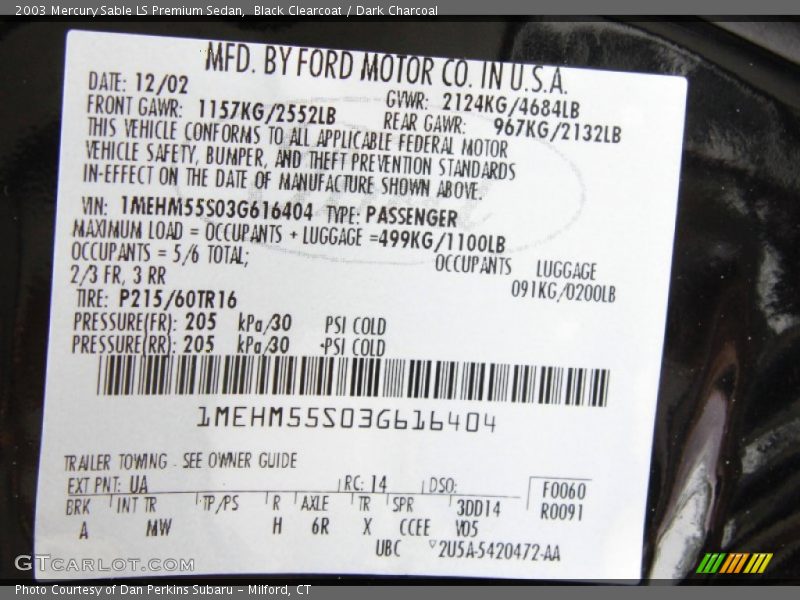 2003 Mercury Sable LS Premium Sedan, Black Clearcoat / Dark Charcoal
MFD. BY FORD MOTOR CO. IN U.S.A.
DATE: 12/02 GVWR: 2124KG/4684LB
FRONT GAWR: 1157KG/2552LB REAR GAWR: 967KG/2132LB
THIS VEHICLE CONFORMS TO ALL APPLICABLE FEDERAL MOTOR
VEHICLE SAFETY, BUMPER, AND THEFT PREVENTION STANDARDS
IN-EFFECT ON THE DATE OF MANUFACTURE SHOWN ABOVE.
VIN: 1MEHM55S03G616404 TYPE: PASSENGER
MAXIMUM LOAD = OCCUPANTS + LUGGAGE =499KG/1100LB
OCCUPANTS = 5/6 TOTAL; OCCUPANTS LUGGAGE
2/3 FR, 3 RR 091KG/0200LB
TIRE: P215/60TR16
PRESSURE(FR): 205 kPa/30 PSI COLD
PRESSURE(RR): 205 kPa/30 PSI COLD
1MEHM55S03G616404
TRAILER TOWING - SEE OWNER GUIDE
EXT PNT: UA RC: 14 DSO: F0060
BRK INT TR TP/PS R AXLE TR SPR 3DD14 R0091
A MW H 6R X CCEE V05
UBC 2U5A-5420472-AA
GTcarlot.com
Photo Courtesy of Dan Perkins Subaru - Milford, CT